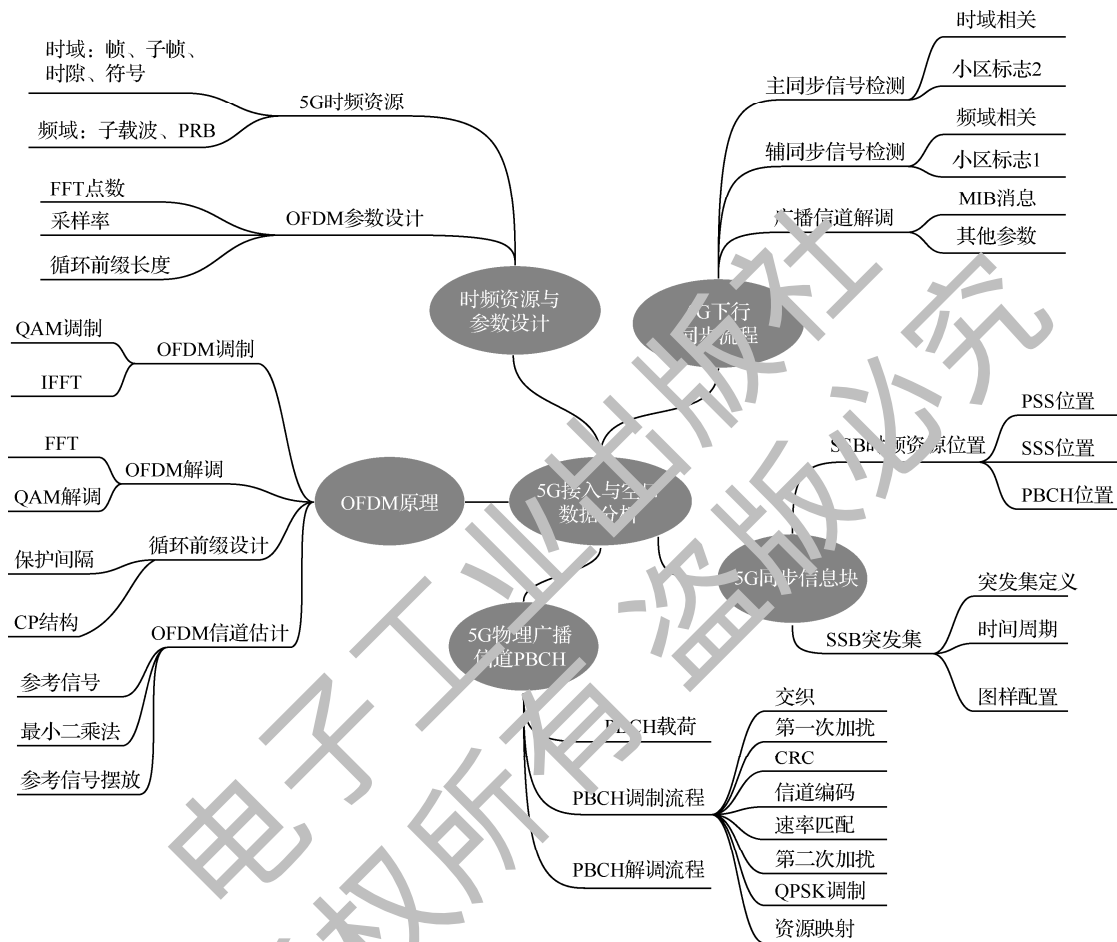 时域：帧、子帧、
时隙、符号
5G时频资源
频域：子载波、PRB
FFT点数
采样率
OFDM参数设计
循环前缀长度
时频资源与
参数设计
时域相关
主同步信号检测
小区标志2
频域相关
辅同步信号检测
小区标志1
MIB消息
广播信道解调
其他参数
5G下行
同步流程
QAM调制
OFDM调制
IFFT
FFT
OFDM解调
QAM解调
循环前缀设计
保护间隔
CP结构
OFDM信道估计
参考信号
最小二乘法
参考信号摆放
OFDM原理
5G接入与空口
数据分析
PSS位置
SSB时频资源位置
SSS位置
PBCH位置
5G同步信息块
突发集定义
SSB突发集
时间周期
图样配置
5G物理广播
信道PBCH
PBCH载荷
PBCH调制流程
交织
第一次加扰
CRC
信道编码
速率匹配
第二次加扰
QPSK调制
资源映射
PBCH解调流程
电子工业出版社
权所有 盗版必究